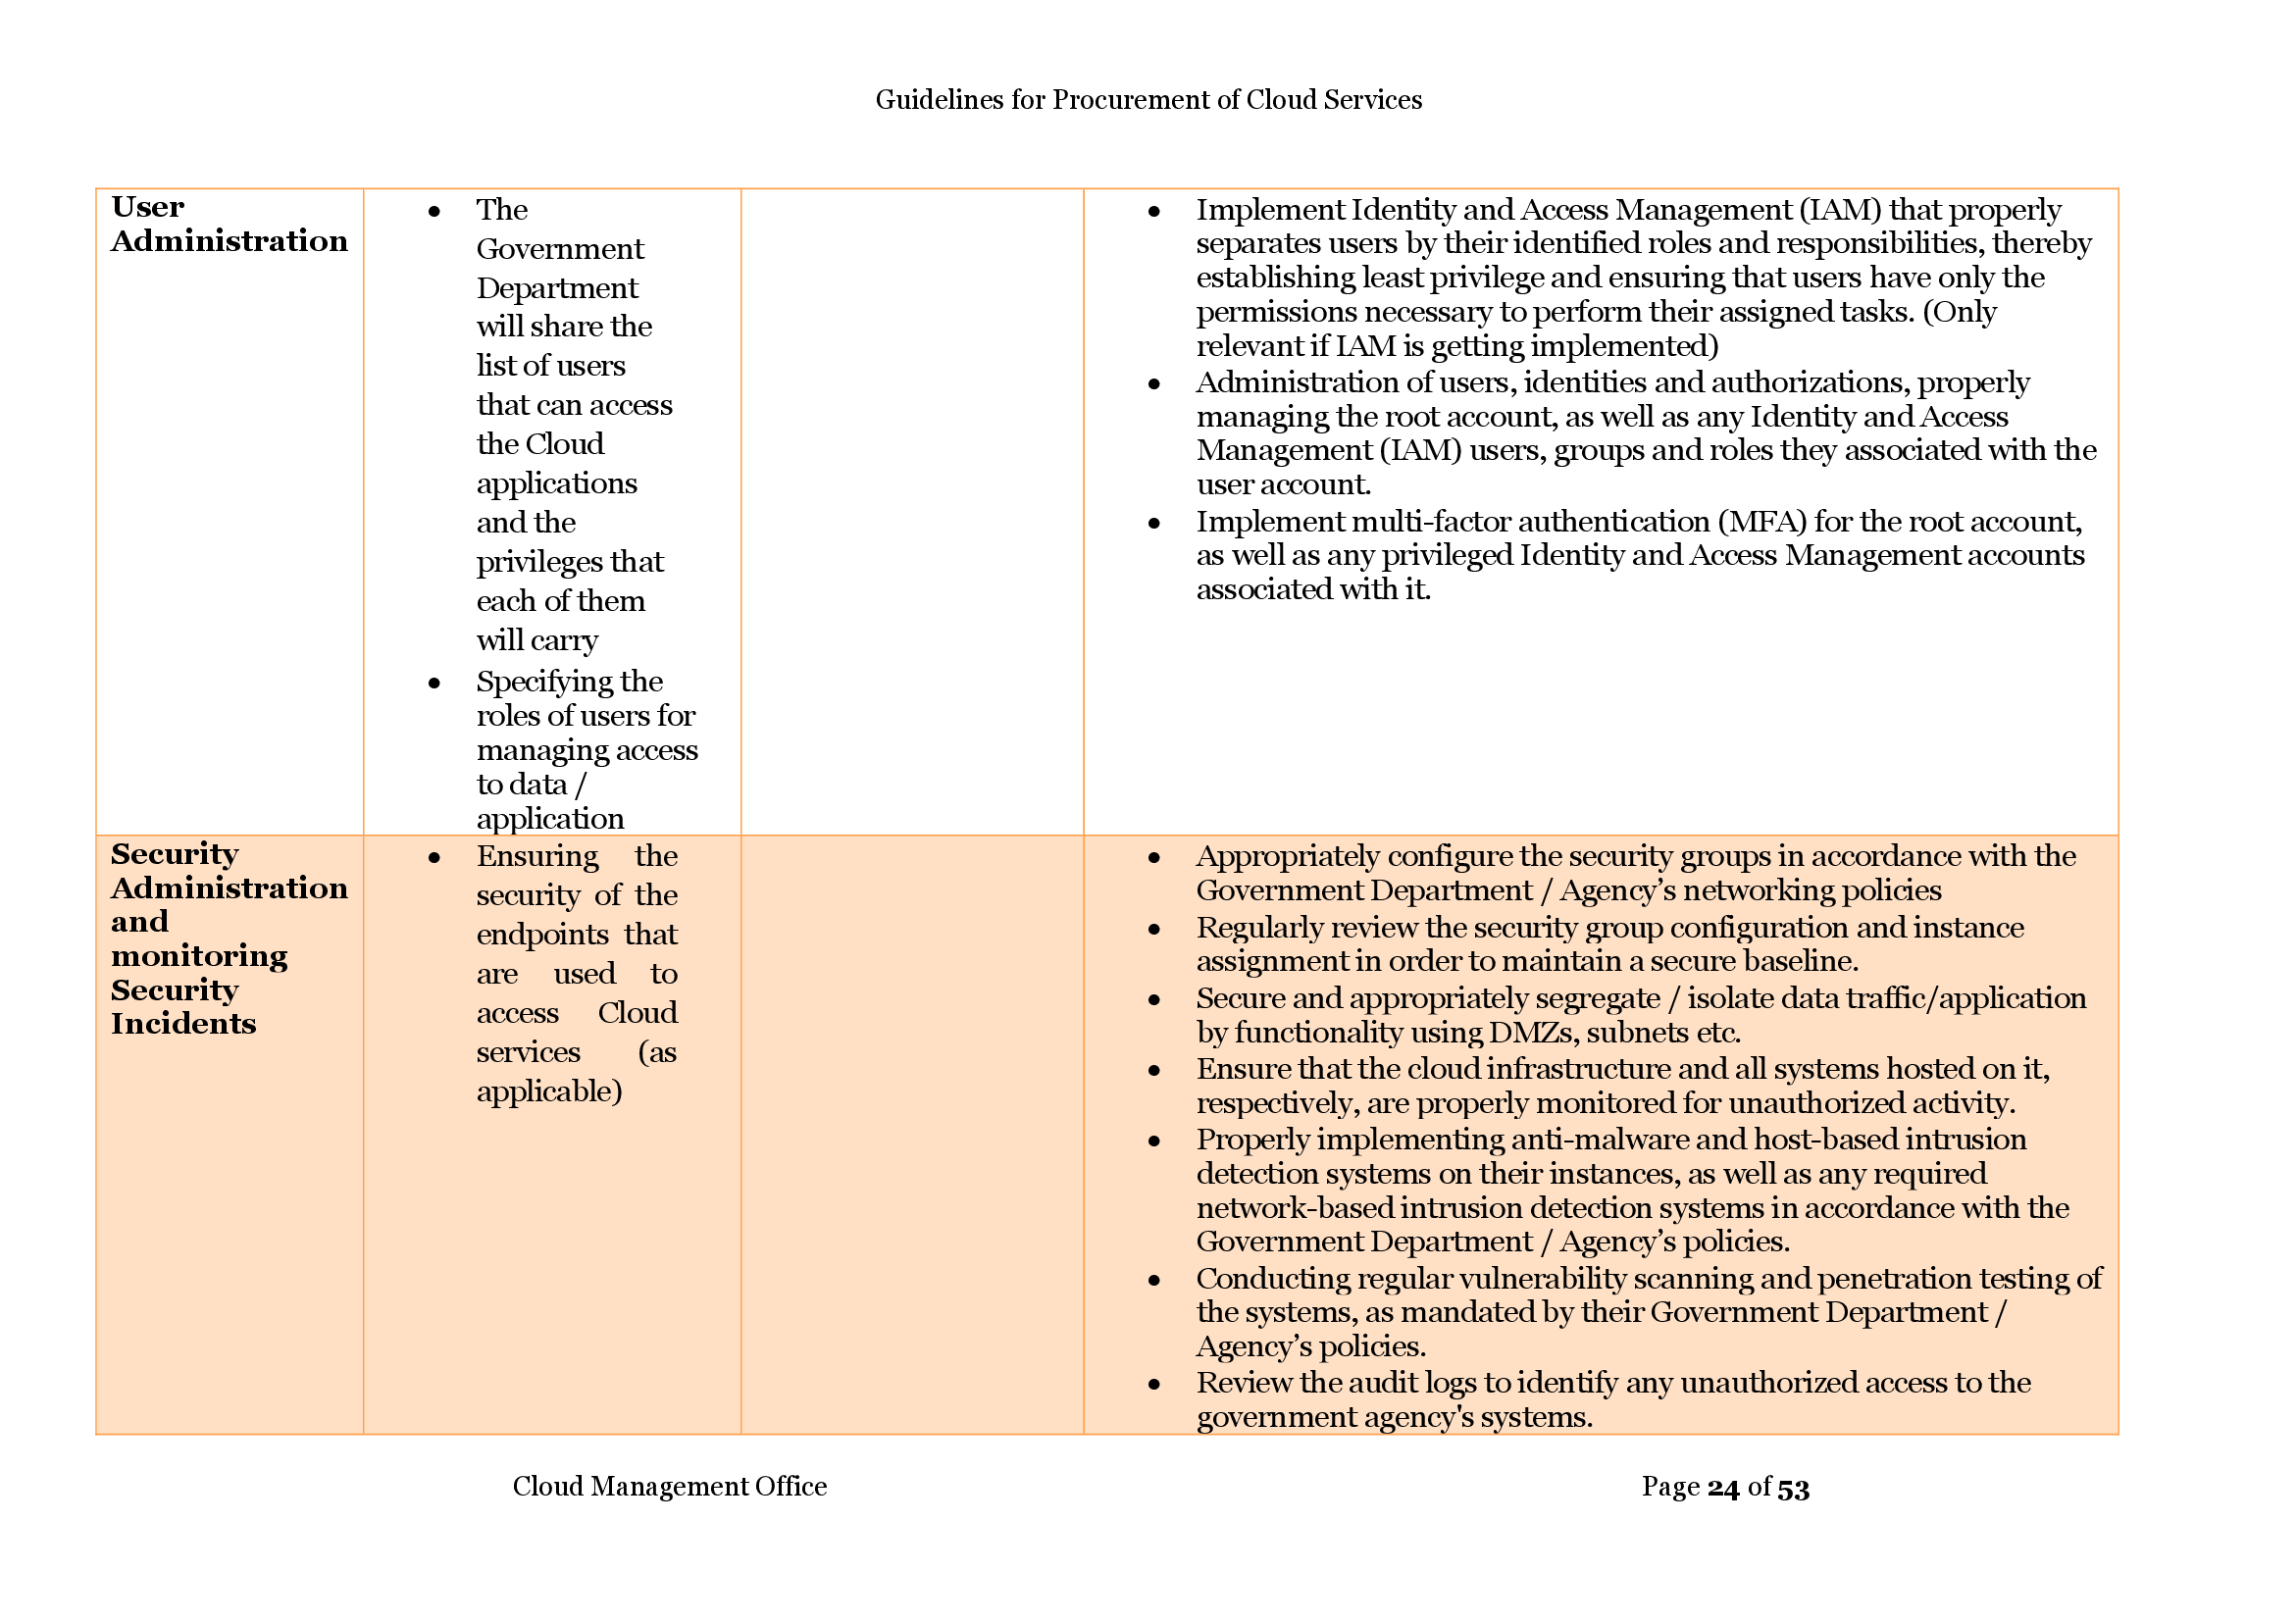 Guidelines for Procurement of Cloud Services
User
Administration
• The
Government
Department
will share the
list of users
that can access
the Cloud
applications
and the
privileges that
each of them
will carry
• Specifying the
roles of users for
managing access
to data /
application
• Implement Identity and Access Management (IAM) that properly
separates users by their identified roles and responsibilities, thereby
establishing least privilege and ensuring that users have only the
permissions necessary to perform their assigned tasks. (Only
relevant if IAM is getting implemented)
• Administration of users, identities and authorizations, properly
managing the root account, as well as any Identity and Access
Management (IAM) users, groups and roles they associated with the
user account.
• Implement multi-factor authentication (MFA) for the root account,
as well as any privileged Identity and Access Management accounts
associated with it.
Security
Administration
and
monitoring
Security
Incidents
• Ensuring the
security of the
endpoints that
are used to
access Cloud
services (as
applicable)
• Appropriately configure the security groups in accordance with the
Government Department / Agency’s networking policies
• Regularly review the security group configuration and instance
assignment in order to maintain a secure baseline.
• Secure and appropriately segregate / isolate data traffic/application
by functionality using DMZs, subnets etc.
• Ensure that the cloud infrastructure and all systems hosted on it,
respectively, are properly monitored for unauthorized activity.
• Properly implementing anti-malware and host-based intrusion
detection systems on their instances, as well as any required
network-based intrusion detection systems in accordance with the
Government Department / Agency’s policies.
• Conducting regular vulnerability scanning and penetration testing of
the systems, as mandated by their Government Department /
Agency’s policies.
• Review the audit logs to identify any unauthorized access to the
government agency's systems.
Cloud Management Office
Page 24 of 53